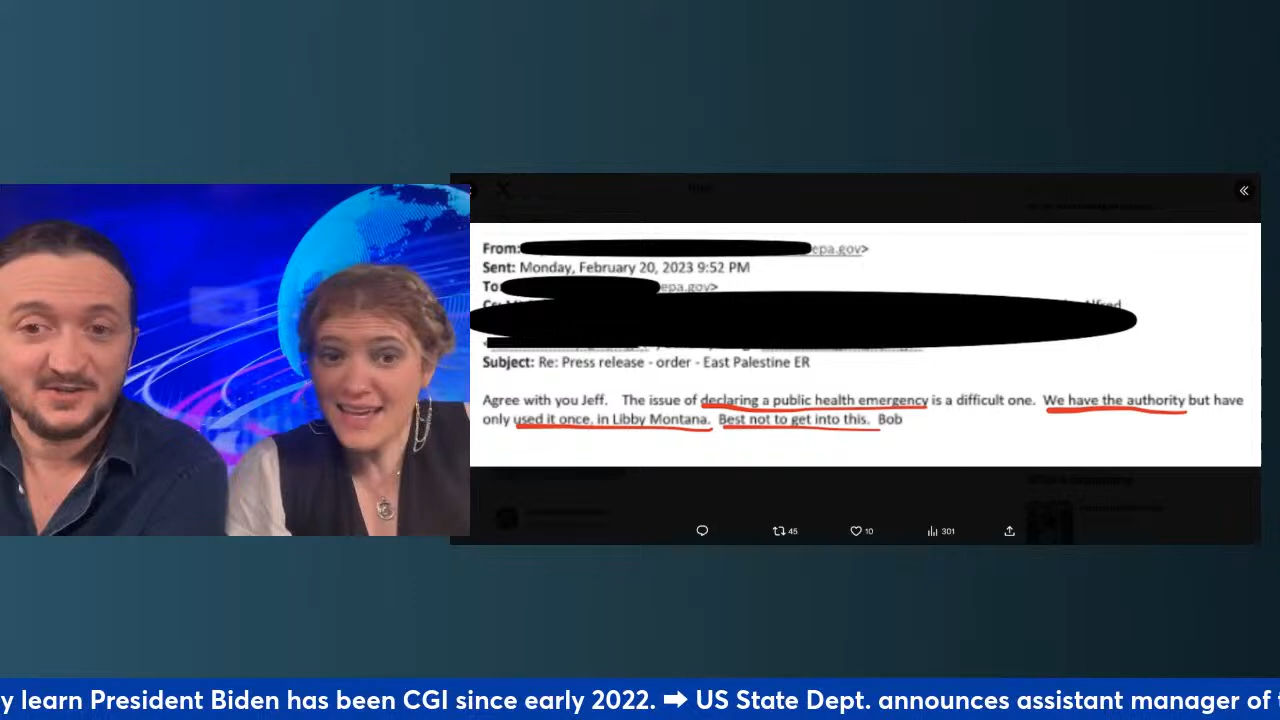 From: epa.gov>
Sent: Monday, February 20, 2023 9:52 PM
To: epa.gov>
Alfred
Subject: Re: Press release - order - East Palestine ER
Agree with you Jeff. The issue of declaring a public health emergency is a difficult one. We have the authority but have
only used it once, in Libby Montana. Best not to get into this. Bob
45 10 301
y learn President Biden has been CGI since early 2022. ➡ US State Dept. announces assistant manager of